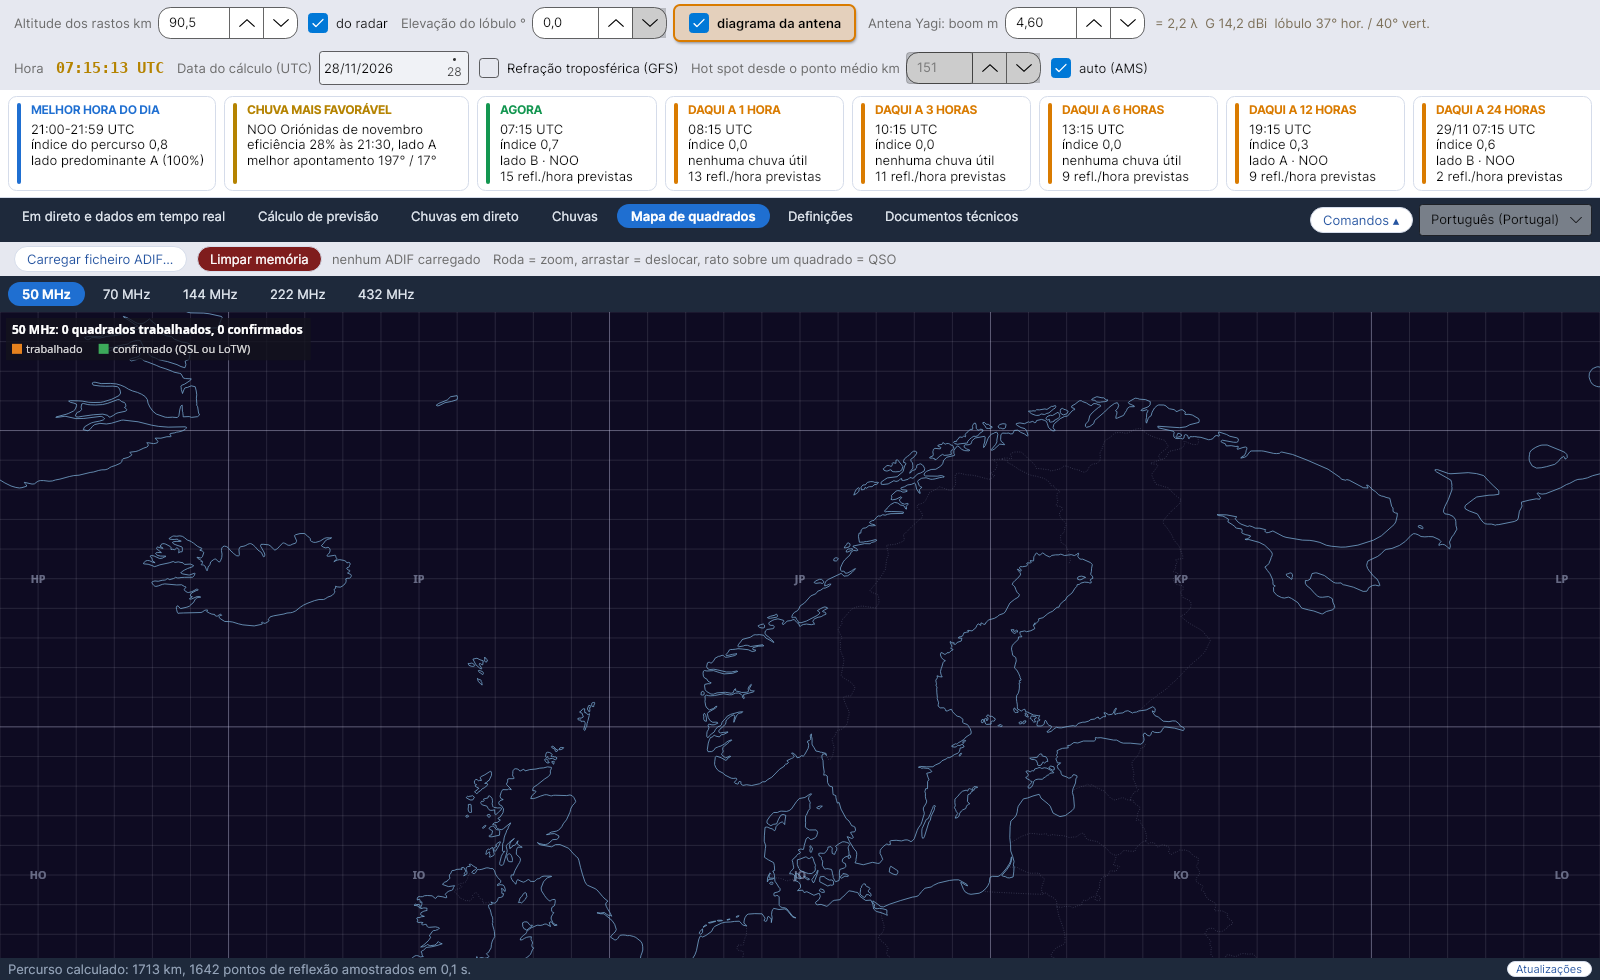 Altitude dos rastos km 90,5 do radar Elevação do lóbulo ° 0,0 diagrama da antena Antena Yagi: boom m 4,60 = 2,2 λ G 14,2 dBi lóbulo 37° hor. / 40° vert.
Hora 07:15:13 UTC Data do cálculo (UTC) 28/11/2026 28 Refração troposférica (GFS) Hot spot desde o ponto médio km 151 auto (AMS)
MELHOR HORA DO DIA
21:00-21:59 UTC
índice do percurso 0,8
lado predominante A (100%)
CHUVA MAIS FAVORÁVEL
NOO Oriónidas de novembro
eficiência 28% às 21:30, lado A
melhor apontamento 197° / 17°
AGORA
07:15 UTC
índice 0,7
lado B · NOO
15 refl./hora previstas
DAQUI A 1 HORA
08:15 UTC
índice 0,0
nenhuma chuva útil
13 refl./hora previstas
DAQUI A 3 HORAS
10:15 UTC
índice 0,0
nenhuma chuva útil
11 refl./hora previstas
DAQUI A 6 HORAS
13:15 UTC
índice 0,0
nenhuma chuva útil
9 refl./hora previstas
DAQUI A 12 HORAS
19:15 UTC
índice 0,3
lado A · NOO
9 refl./hora previstas
DAQUI A 24 HORAS
29/11 07:15 UTC
índice 0,6
lado B · NOO
2 refl./hora previstas
Em direto e dados em tempo real Cálculo de previsão Chuvas em direto Chuvas Mapa de quadrados Definições Documentos técnicos Comandos ▴ Português (Portugal)
Carregar ficheiro ADIF... Limpar memória nenhum ADIF carregado Roda = zoom, arrastar = deslocar, rato sobre um quadrado = QSO
50 MHz 70 MHz 144 MHz 222 MHz 432 MHz
50 MHz: 0 quadrados trabalhados, 0 confirmados
trabalhado confirmado (QSL ou LoTW)
HP IP JP KP LP
HO IO JO KO LO
Percurso calculado: 1713 km, 1642 pontos de reflexão amostrados em 0,1 s. Atualizações